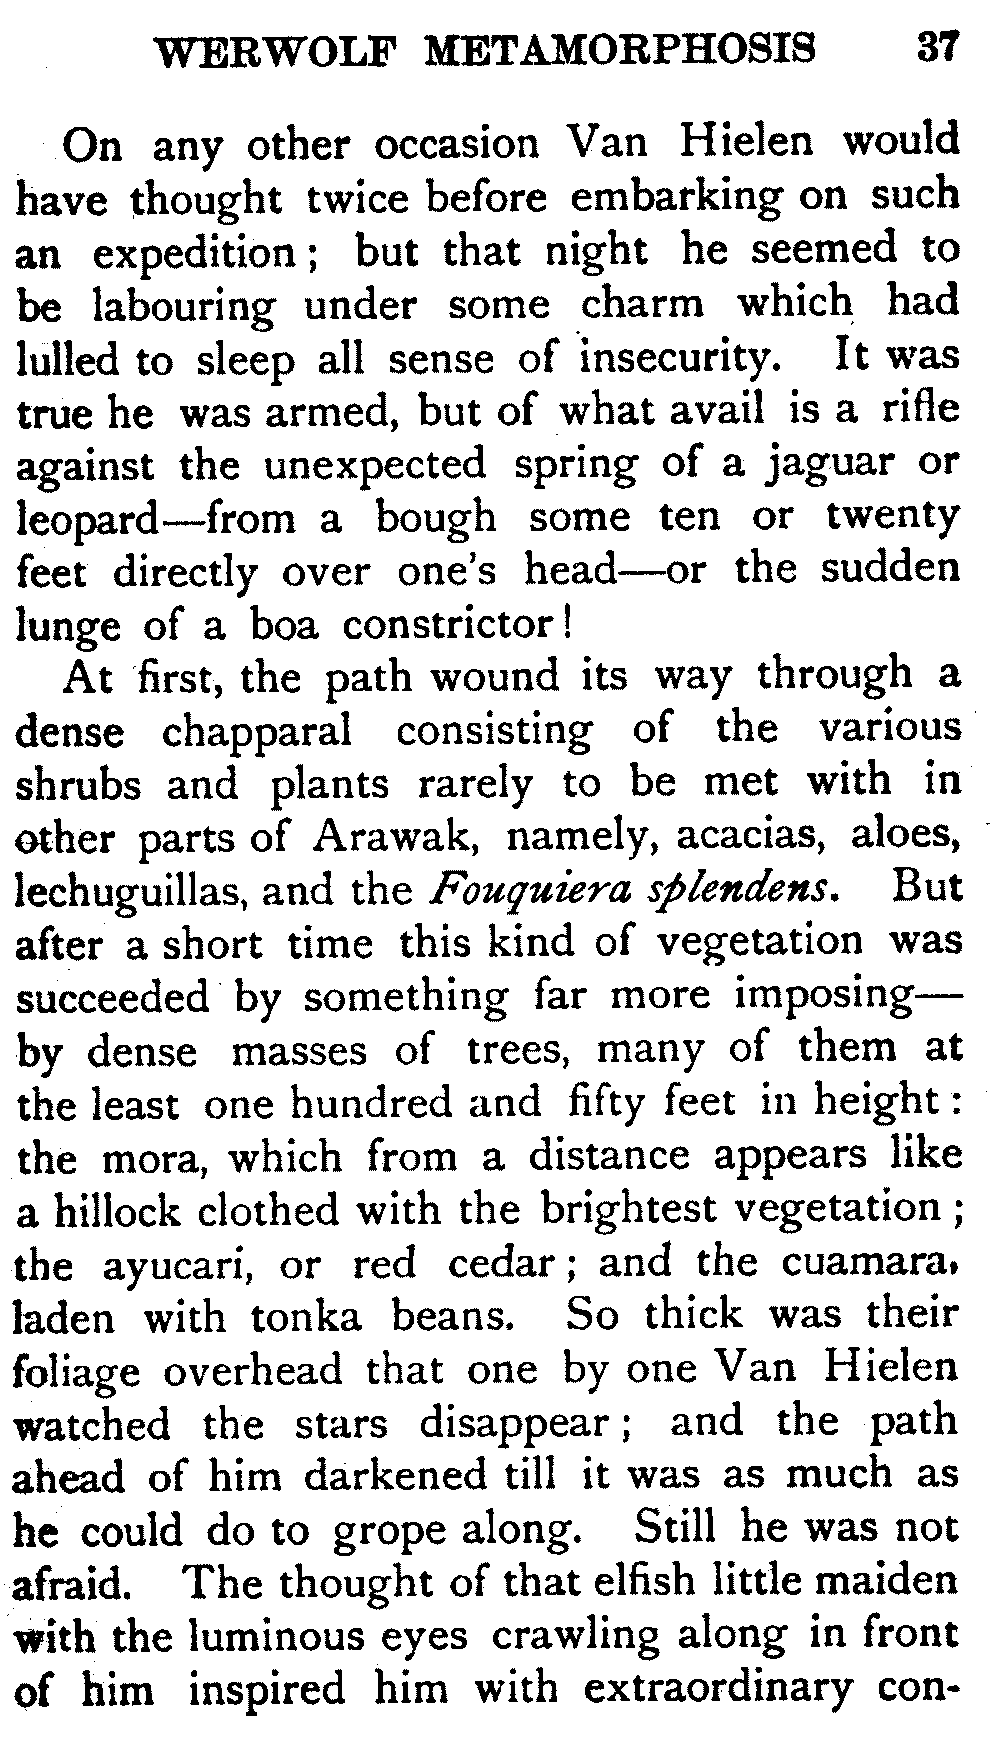 WERWOLF METAMORPHOSIS 37
On any other occasion Van Hielen would
have thought twice before embarking on such
an expedition; but that night he seemed to
be labouring under some charm which had
lulled to sleep all sense of insecurity. It was
true he was armed, but of what avail is a rifle
against the unexpected spring of a jaguar or
leopard—from a bough some ten or twenty
feet directly over one's head—or the sudden
lunge of a boa constrictor!
At first, the path wound its way through a
dense chapparal consisting of the various
shrubs and plants rarely to be met with in
other parts of Arawak, namely, acacias, aloes,
lechuguillas, and the Fouquiera splendens. But
after a short time this kind of vegetation was
succeeded by something far more imposing—
by dense masses of trees, many of them at
the least one hundred and fifty feet in height:
the mora, which from a distance appears like
a hillock clothed with the brightest vegetation;
the ayucari, or red cedar; and the cuamara,
laden with tonka beans. So thick was their
foliage overhead that one by one Van Hielen
watched the stars disappear; and the path
ahead of him darkened till it was as much as
he could do to grope along. Still he was not
afraid. The thought of that elfish little maiden
with the luminous eyes crawling along in front
of him inspired him with extraordinary con-